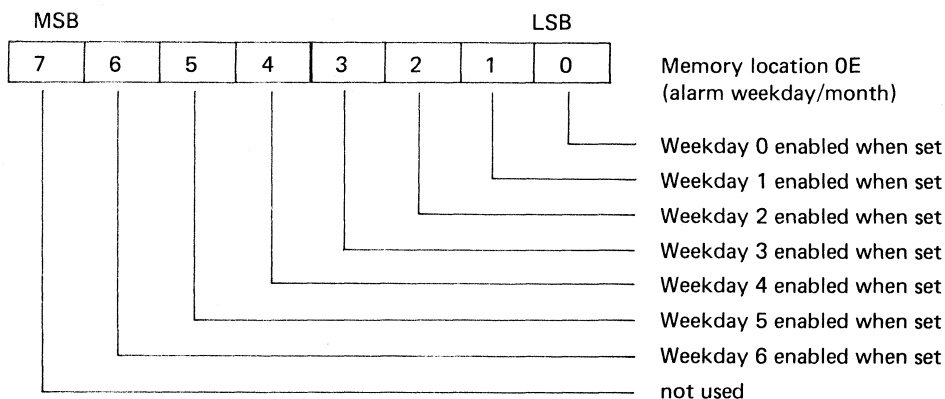 MSB LSB
7 6 5 4 3 2 1 0 Memory location 0E
(alarm weekday/month)
Weekday 0 enabled when set
Weekday 1 enabled when set
Weekday 2 enabled when set
Weekday 3 enabled when set
Weekday 4 enabled when set
Weekday 5 enabled when set
Weekday 6 enabled when set
not used